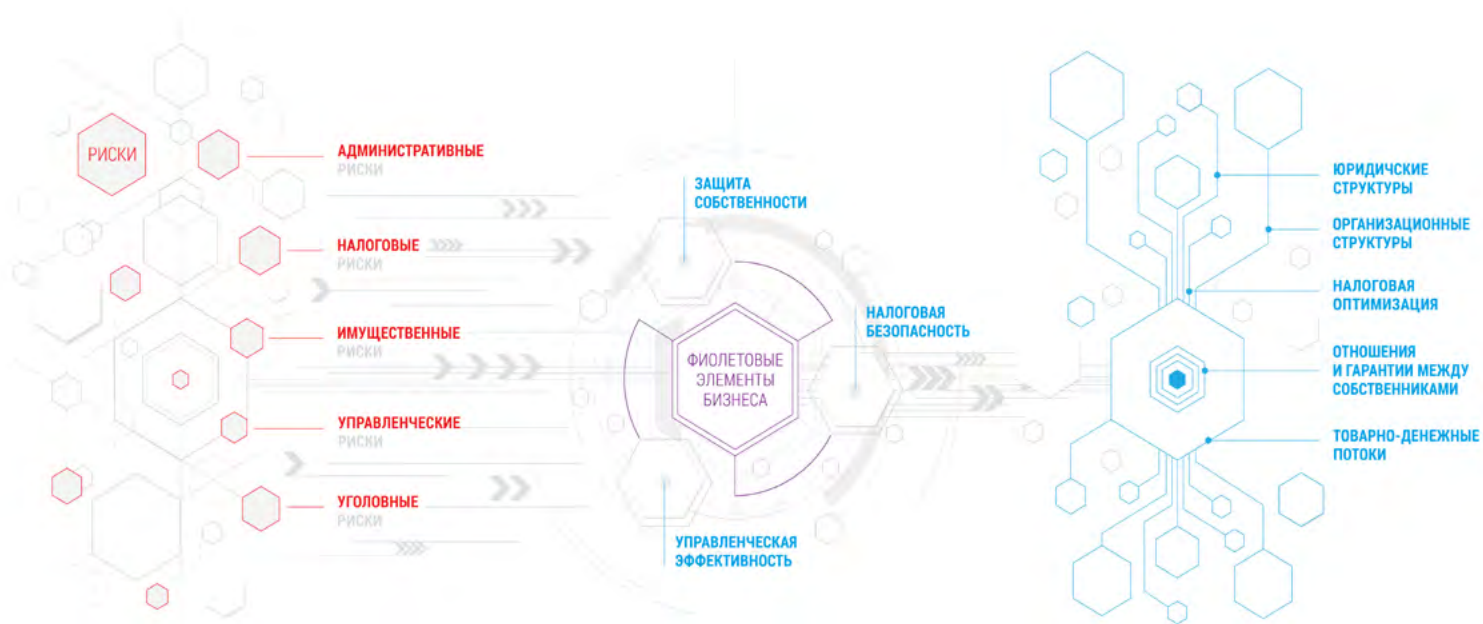 РИСКИ
АДМИНИСТРАТИВНЫЕ
РИСКИ
НАЛОГОВЫЕ
РИСКИ
ИМУЩЕСТВЕННЫЕ
РИСКИ
УПРАВЛЕНЧЕСКИЕ
РИСКИ
УГОЛОВНЫЕ
РИСКИ
ЗАЩИТА
СОБСТВЕННОСТИ
НАЛОГОВАЯ
БЕЗОПАСНОСТЬ
ФИОЛЕТОВЫЕ
ЭЛЕМЕНТЫ
БИЗНЕСА
УПРАВЛЕНЧЕСКАЯ
ЭФФЕКТИВНОСТЬ
ЮРИДИЧСКИЕ
СТРУКТУРЫ
ОРГАНИЗАЦИОННЫЕ
СТРУКТУРЫ
НАЛОГОВАЯ
ОПТИМИЗАЦИЯ
ОТНОШЕНИЯ
И ГАРАНТИИ МЕЖДУ
СОБСТВЕННИКАМИ
ТОВАРНО-ДЕНЕЖНЫЕ
ПОТОКИ